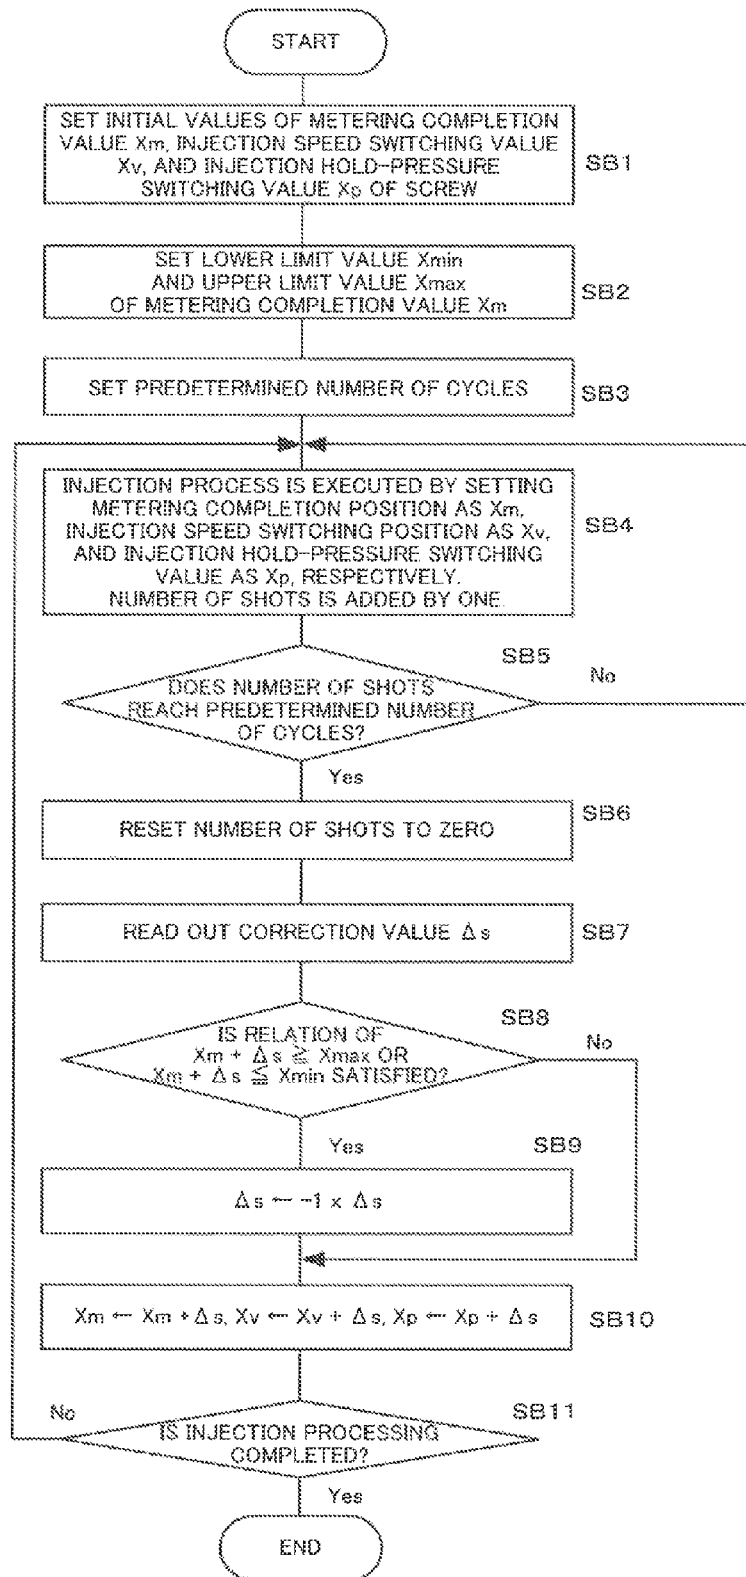 START
SET INITIAL VALUES OF METERING COMPLETION
VALUE Xm, INJECTION SPEED SWITCHING VALUE
Xv, AND INJECTION HOLD-PRESSURE
SWITCHING VALUE Xp OF SCREW
SB1
SET LOWER LIMIT VALUE Xmin
AND UPPER LIMIT VALUE Xmax
OF METERING COMPLETION VALUE Xm
SB2
SET PREDETERMINED NUMBER OF CYCLES
SB3
INJECTION PROCESS IS EXECUTED BY SETTING
METERING COMPLETION POSITION AS Xm,
INJECTION SPEED SWITCHING POSITION AS Xv,
AND INJECTION HOLD-PRESSURE SWITCHING
VALUE AS Xp, RESPECTIVELY.
NUMBER OF SHOTS IS ADDED BY ONE
SB4
SB5
DOES NUMBER OF SHOTS
REACH PREDETERMINED NUMBER
OF CYCLES?
No
Yes
RESET NUMBER OF SHOTS TO ZERO
SB6
READ OUT CORRECTION VALUE Δs
SB7
SB8
IS RELATION OF
Xm + Δs ≧ Xmax OR
Xm + Δs ≦ Xmin SATISFIED?
No
Yes
SB9
Δs ← -1 x Δs
Xm ← Xm + Δs, Xv ← Xv + Δs, Xp ← Xp + Δs
SB10
No
SB11
IS INJECTION PROCESSING
COMPLETED?
Yes
END